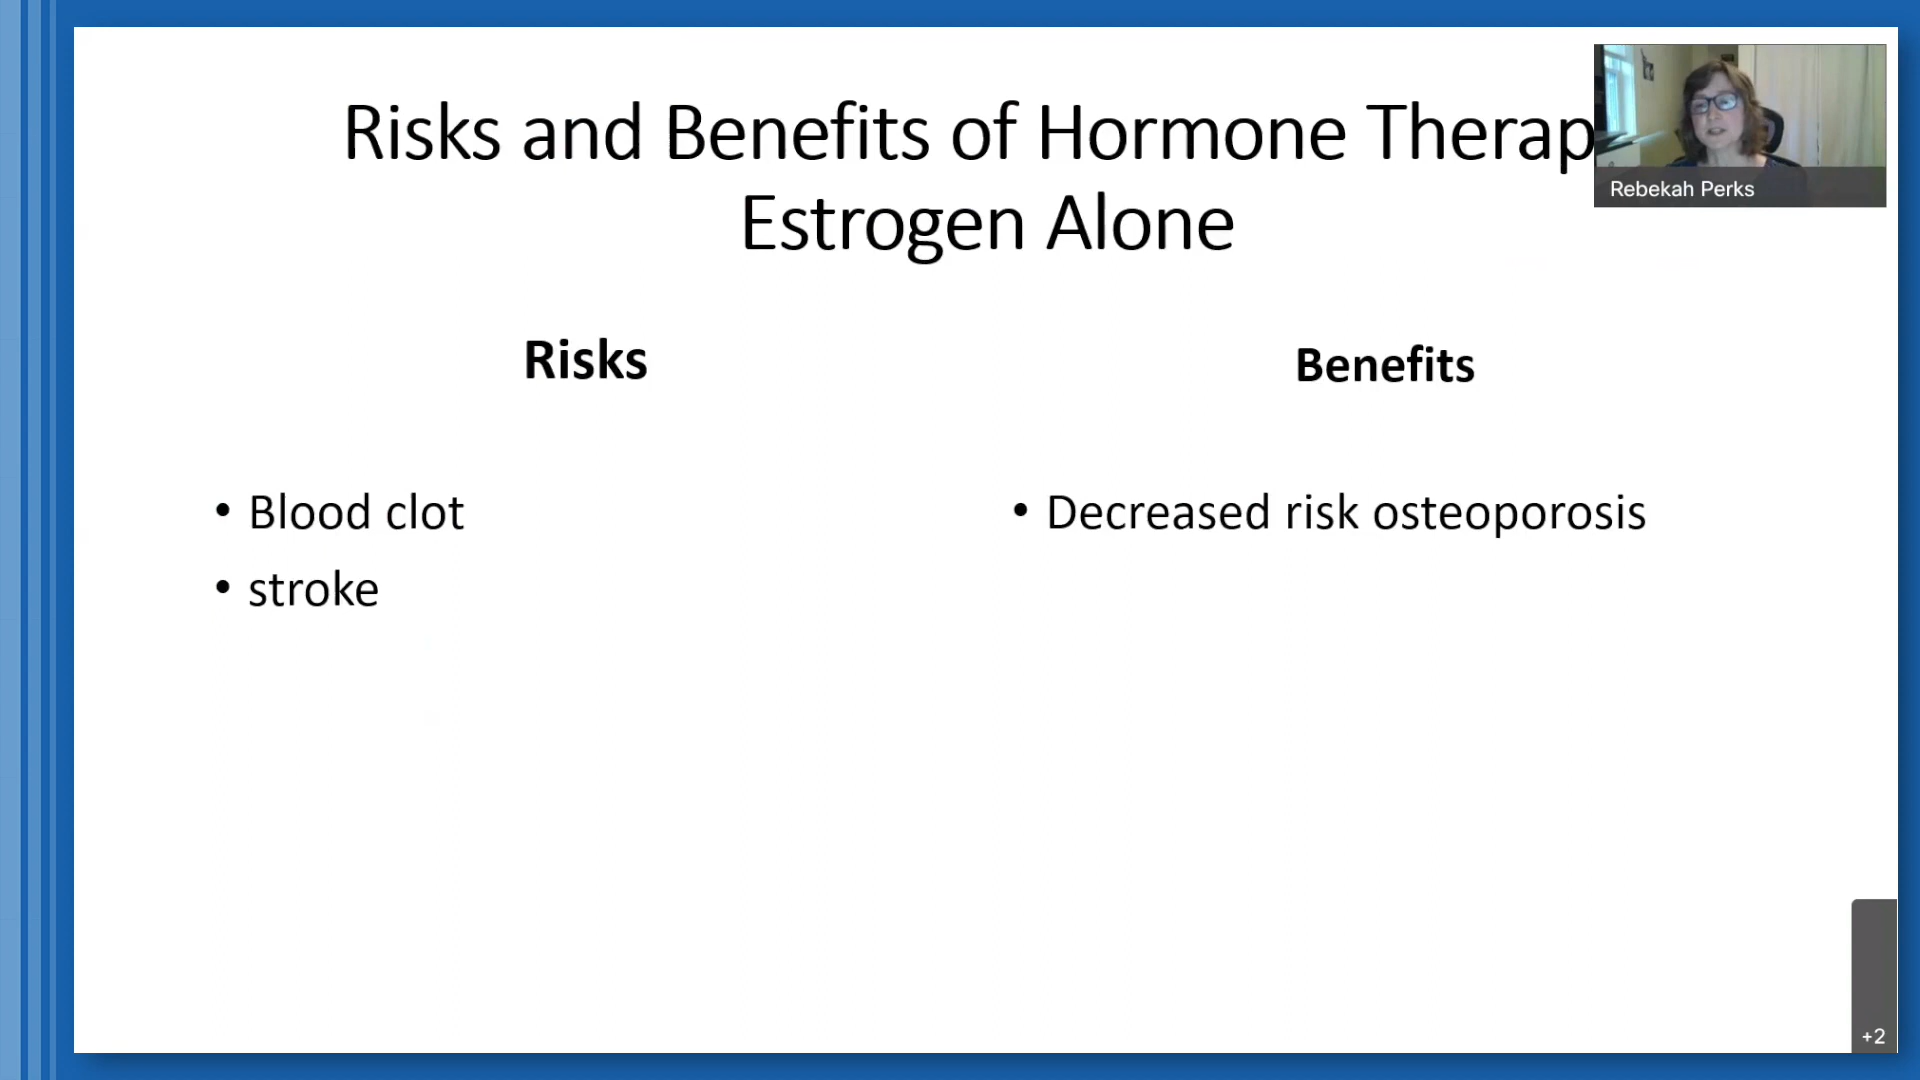 Risks and Benefits of Hormone Therap
Estrogen Alone
Rebekah Perks
Risks
Benefits
• Blood clot
• stroke
• Decreased risk osteoporosis
+2